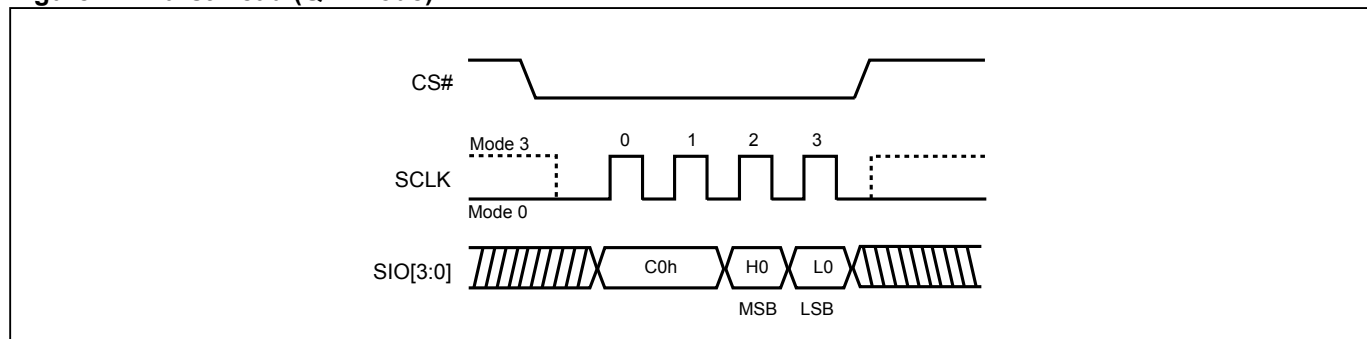 CS#
Mode 3 0 1 2 3
SCLK
Mode 0
SIO[3:0] C0h H0 L0
MSB LSB